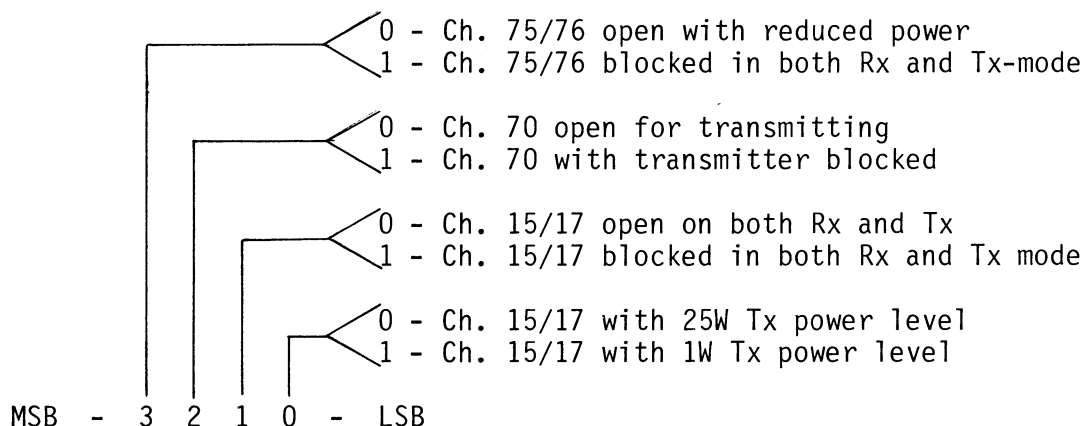 0 - Ch. 75/76 open with reduced power
1 - Ch. 75/76 blocked in both Rx and Tx-mode
0 - Ch. 70 open for transmitting
1 - Ch. 70 with transmitter blocked
0 - Ch. 15/17 open on both Rx and Tx
1 - Ch. 15/17 blocked in both Rx and Tx mode
0 - Ch. 15/17 with 25W Tx power level
1 - Ch. 15/17 with 1W Tx power level
MSB - 3 2 1 0 - LSB